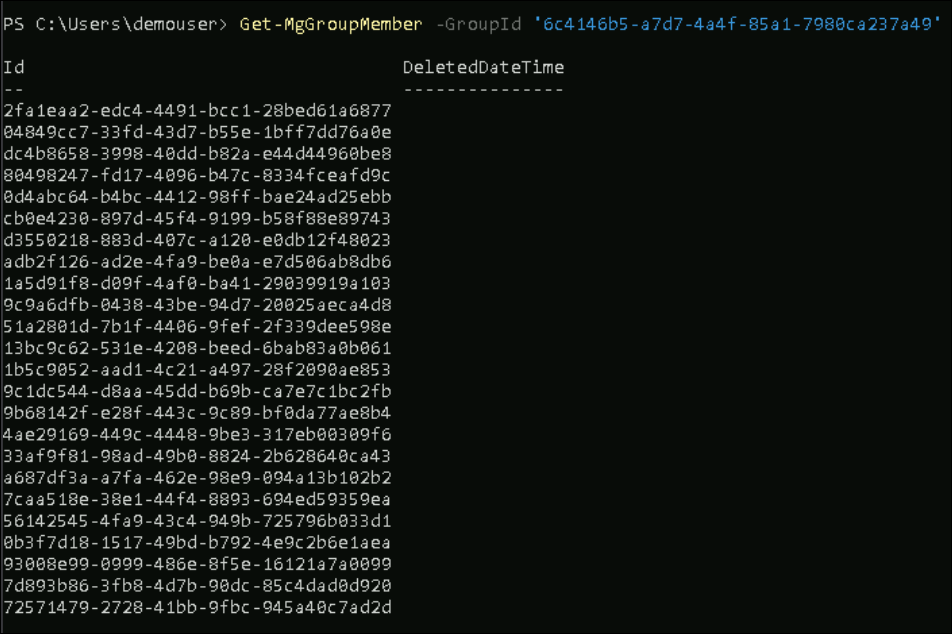 PS C:\Users\demouser> Get-MgGroupMember -GroupId '6c4146b5-a7d7-4a4f-85a1-7980ca237a49'
Id DeletedDateTime
-- ---------------
2fa1eaa2-edc4-4491-bcc1-28bed61a6877
04849cc7-33fd-43d7-b55e-1bff7dd76a0e
dc4b8658-3998-40dd-b82a-e44d44960be8
80498247-fd17-4096-b47c-8334fceafd9c
0d4abc64-b4bc-4412-98ff-bae24ad25ebb
cb0e4230-897d-45f4-9199-b58f88e89743
d3550218-883d-407c-a120-e0db12f48023
adb2f126-ad2e-4fa9-be0a-e7d506ab8db6
1a5d91f8-d09f-4af0-ba41-29039919a103
9c9a6dfb-0438-43be-94d7-20025aeca4d8
51a2801d-7b1f-4406-9fef-2f339dee598e
13bc9c62-531e-4208-beed-6bab83a0b061
1b5c9052-aad1-4c21-a497-28f2090ae853
9c1dc544-d8aa-45dd-b69b-ca7e7c1bc2fb
9b68142f-e28f-443c-9c89-bf0da77ae8b4
4ae29169-449c-4448-9be3-317eb00309f6
33af9f81-98ad-49b0-8824-2b628640ca43
a687df3a-a7fa-462e-98e9-094a13b102b2
7caa518e-38e1-44f4-8893-694ed59359ea
56142545-4fa9-43c4-949b-725796b033d1
0b3f7d18-1517-49bd-b792-4e9c2b6e1aea
93008e99-0999-486e-8f5e-16121a7a0099
7d893b86-3fb8-4d7b-90dc-85c4dad0d920
72571479-2728-41bb-9fbc-945a40c7ad2d